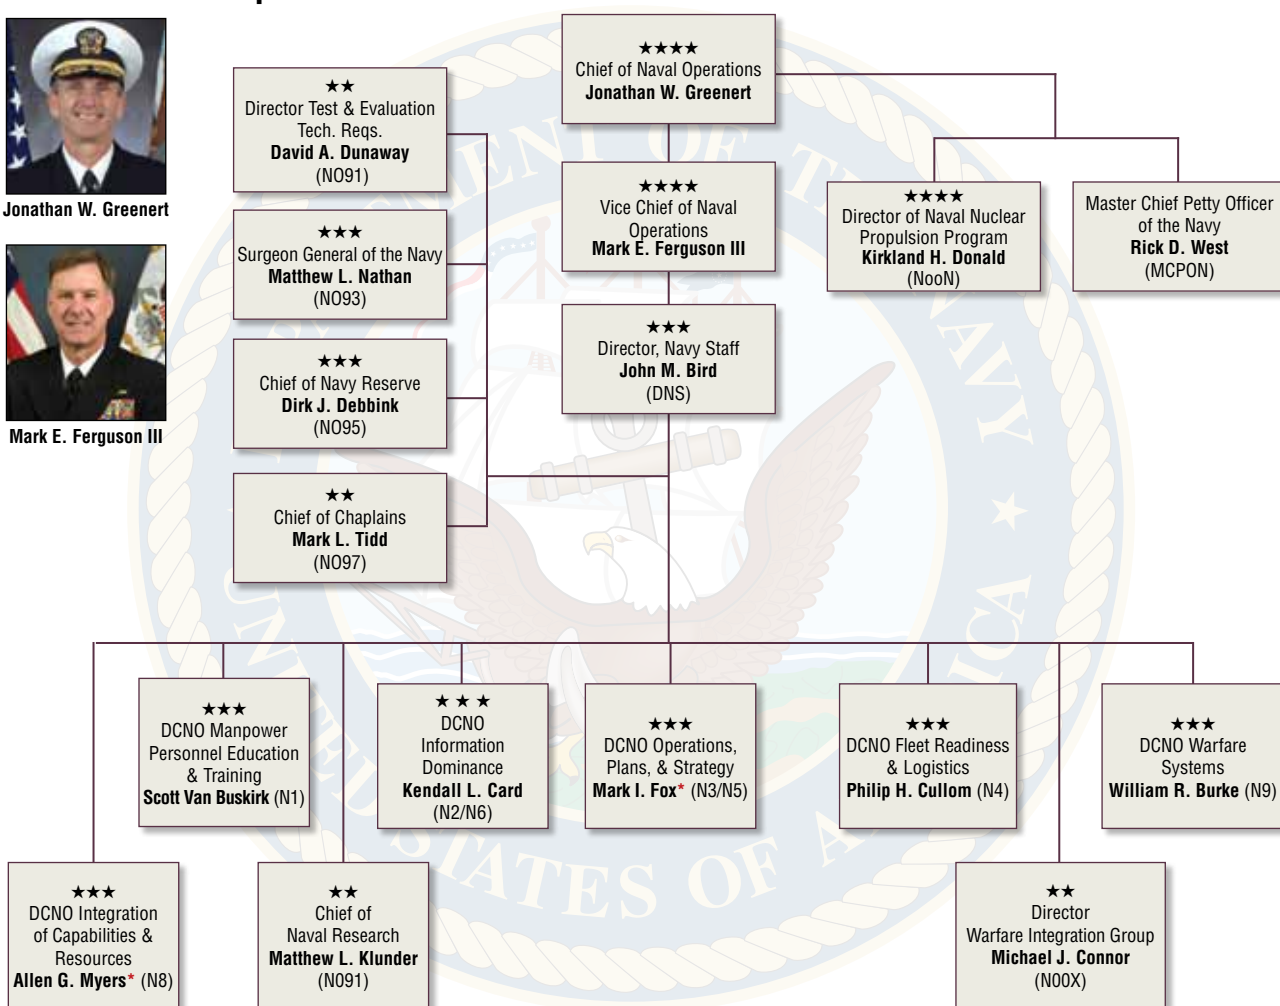 Jonathan W. Greenert
Mark E. Ferguson III
★★★★
Chief of Naval Operations
Jonathan W. Greenert
★★
Director Test & Evaluation
Tech. Reqs.
David A. Dunaway
(NO91)
★★★
Surgeon General of the Navy
Matthew L. Nathan
(NO93)
★★★
Chief of Navy Reserve
Dirk J. Debbink
(NO95)
★★
Chief of Chaplains
Mark L. Tidd
(NO97)
★★★★
Vice Chief of Naval
Operations
Mark E. Ferguson III
★★★
Director, Navy Staff
John M. Bird
(DNS)
★★★★
Director of Naval Nuclear
Propulsion Program
Kirkland H. Donald
(NooN)
Master Chief Petty Officer
of the Navy
Rick D. West
(MCPON)
★★★
DCNO Manpower
Personnel Education
& Training
Scott Van Buskirk (N1)
★ ★ ★
DCNO
Information
Dominance
Kendall L. Card
(N2/N6)
★★★
DCNO Operations,
Plans, & Strategy
Mark I. Fox* (N3/N5)
★★★
DCNO Fleet Readiness
& Logistics
Philip H. Cullom (N4)
★★★
DCNO Warfare
Systems
William R. Burke (N9)
★★★
DCNO Integration
of Capabilities &
Resources
Allen G. Myers* (N8)
★★
Chief of
Naval Research
Matthew L. Klunder
(N091)
★★
Director
Warfare Integration Group
Michael J. Connor
(N00X)